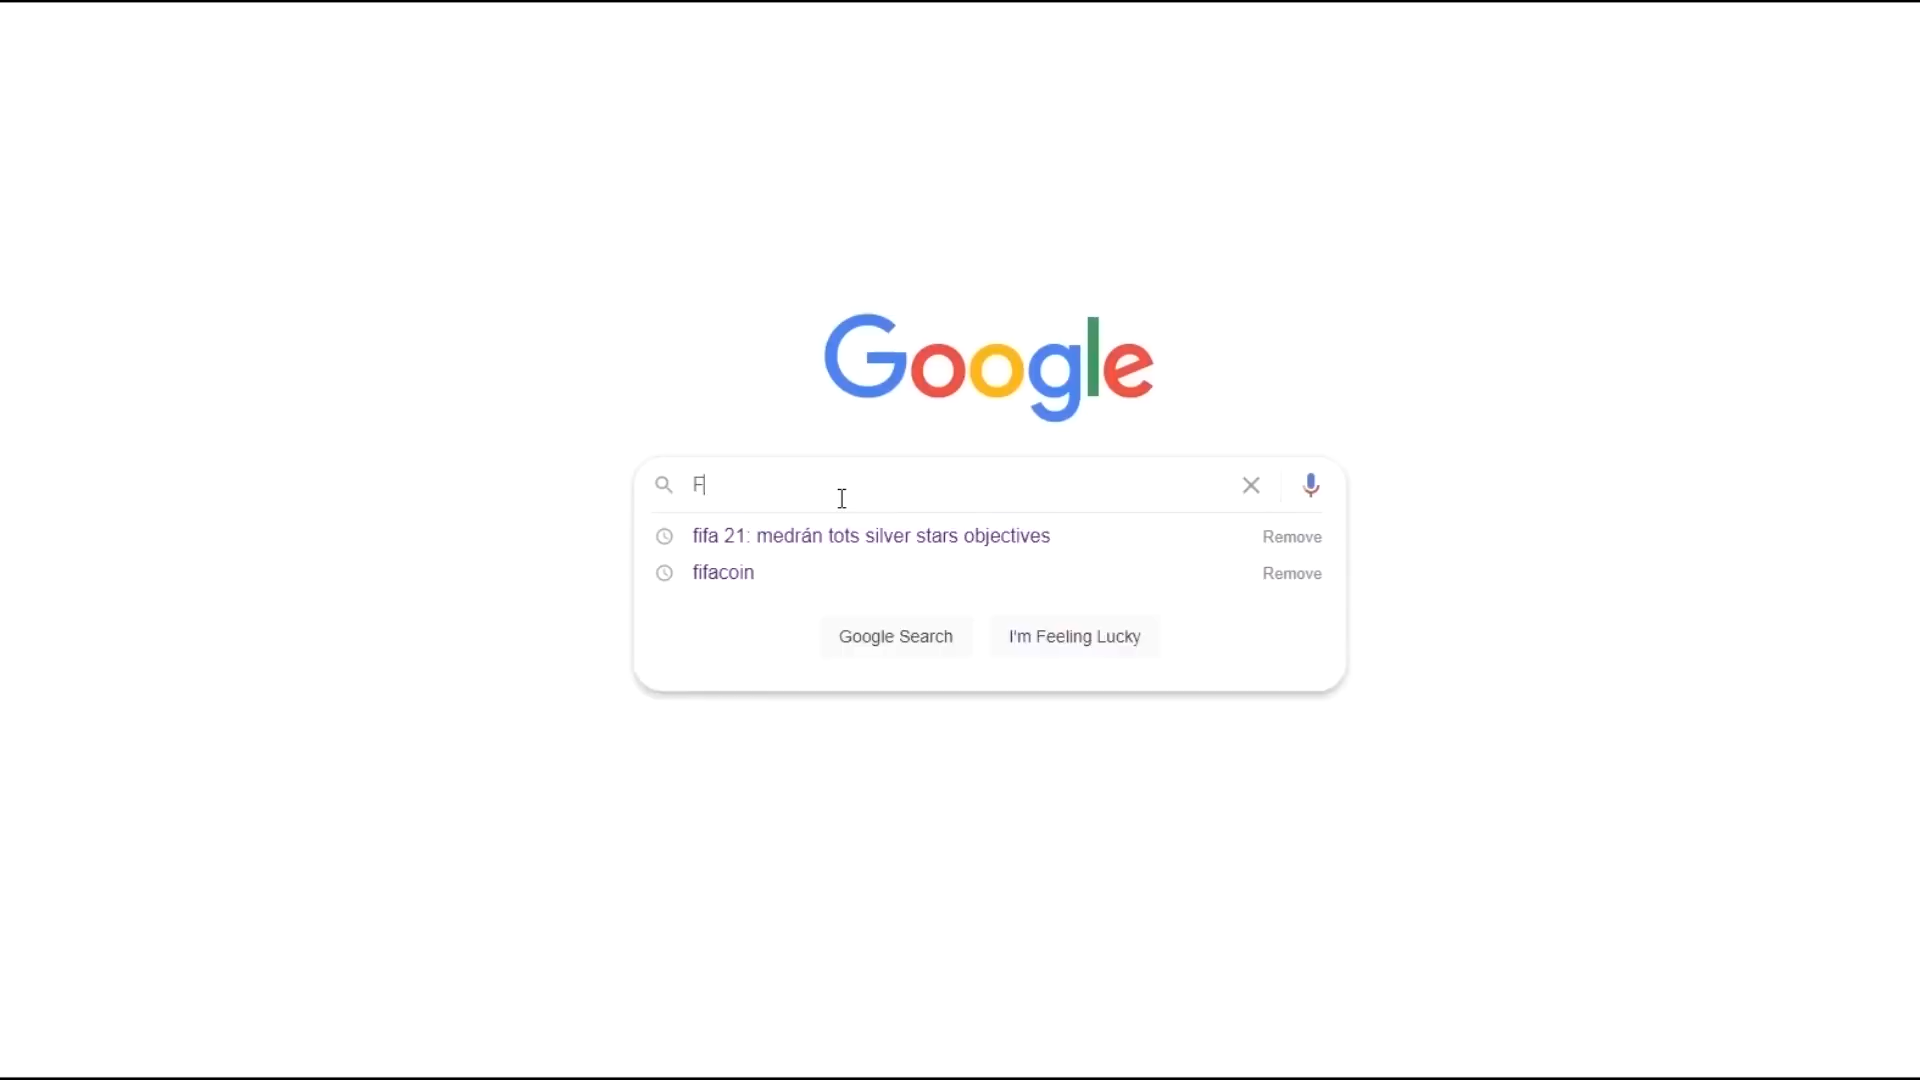 Google
F
fifa 21: medrán tots silver stars objectives Remove
fifacoin Remove
Google Search I'm Feeling Lucky